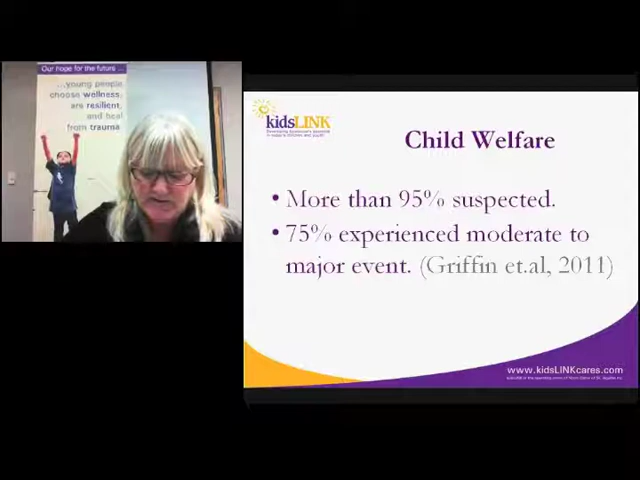 Our hope for the future ...
...young people
choose wellness,
are resilient,
and heal
from trauma.
kidsLINK
Child Welfare
• More than 95% suspected.
• 75% experienced moderate to
major event. (Griffin et.al, 2011)
www.kidsLINKcares.com